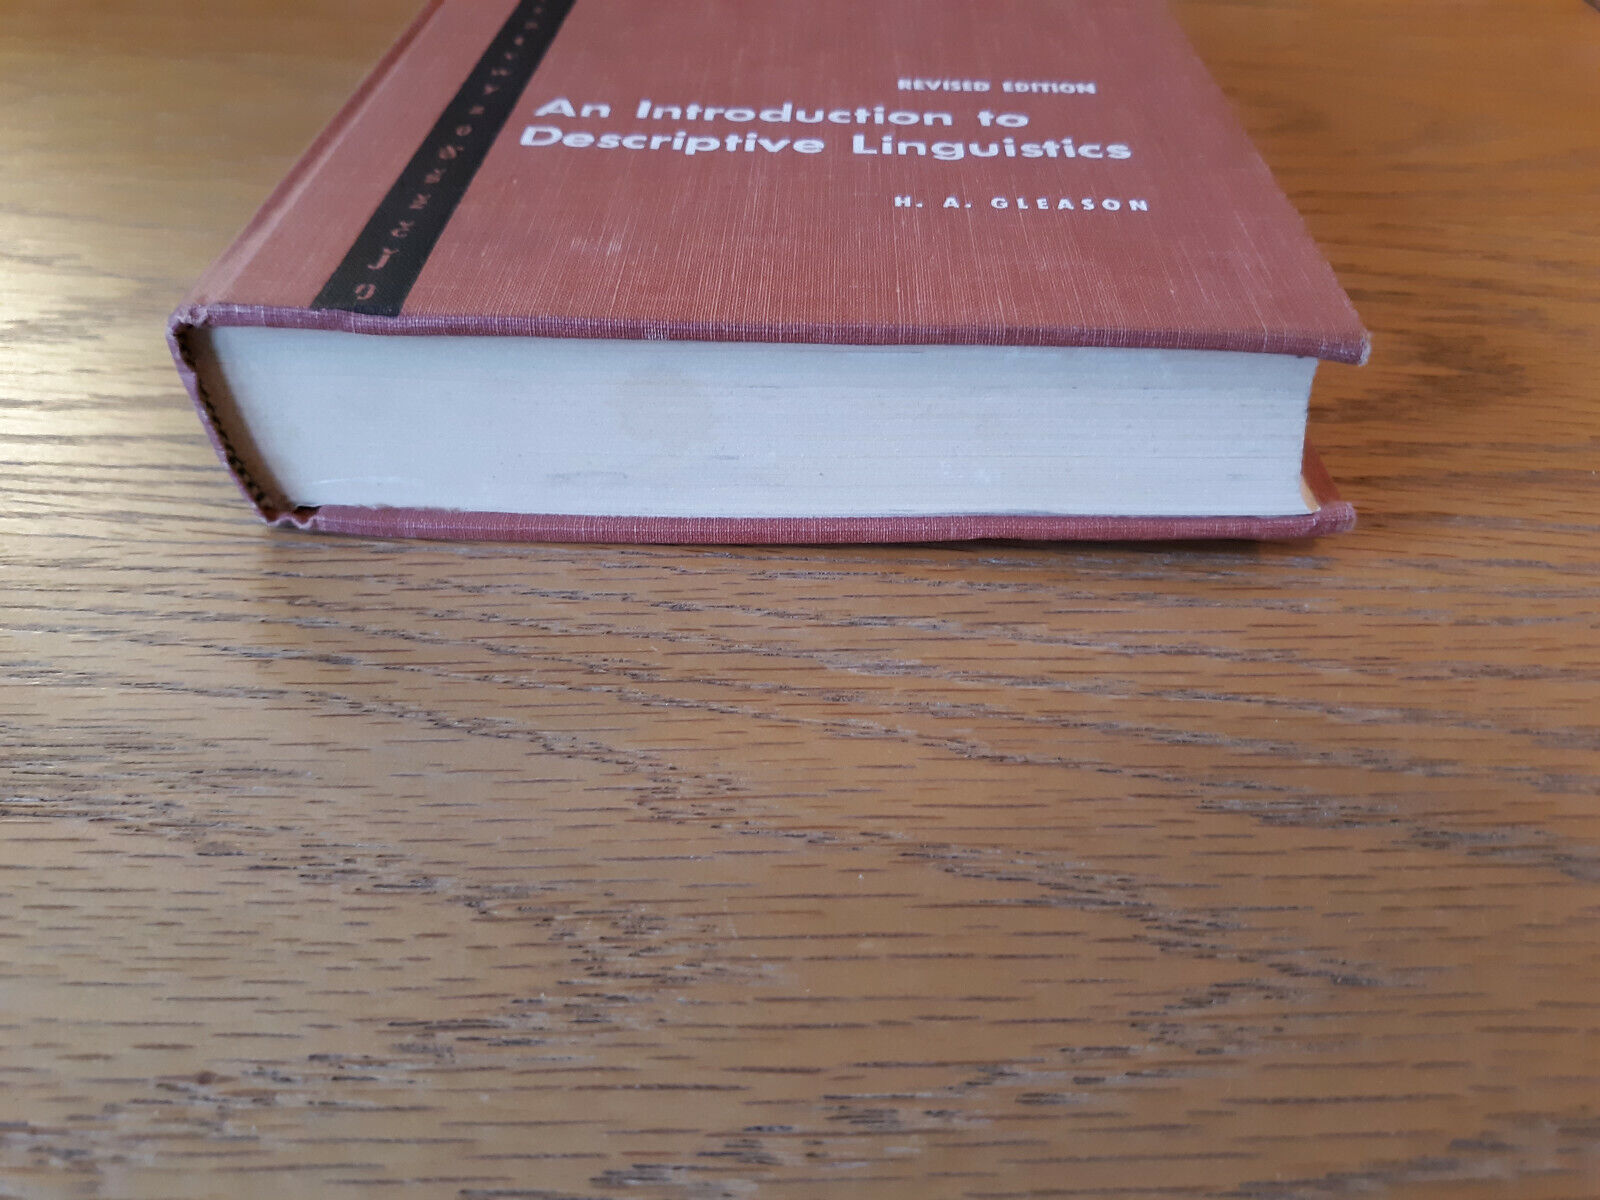 REVISED EDITION
An Introduction to
Descriptive Linguistics
H. A. GLEASON